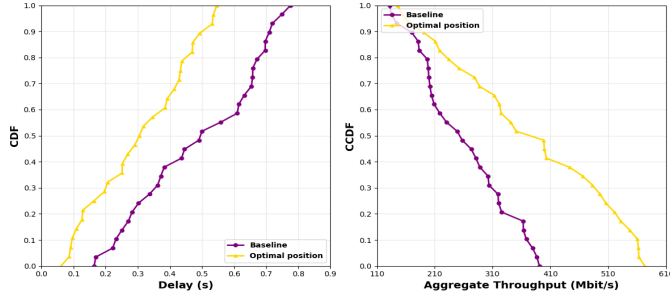 1.0
0.9
0.8
0.7
0.6
0.5
0.4
0.3
0.2
0.1
0.0
CDF
Baseline
Optimal position
Baseline
Optimal position
0.0 0.1 0.2 0.3 0.4 0.5 0.6 0.7 0.8 0.9
Delay (s)
1.0
0.9
0.8
0.7
0.6
0.5
0.4
0.3
0.2
0.1
0.0
CCDF
110 210 310 410 510 610
Aggregate Throughput (Mbit/s)